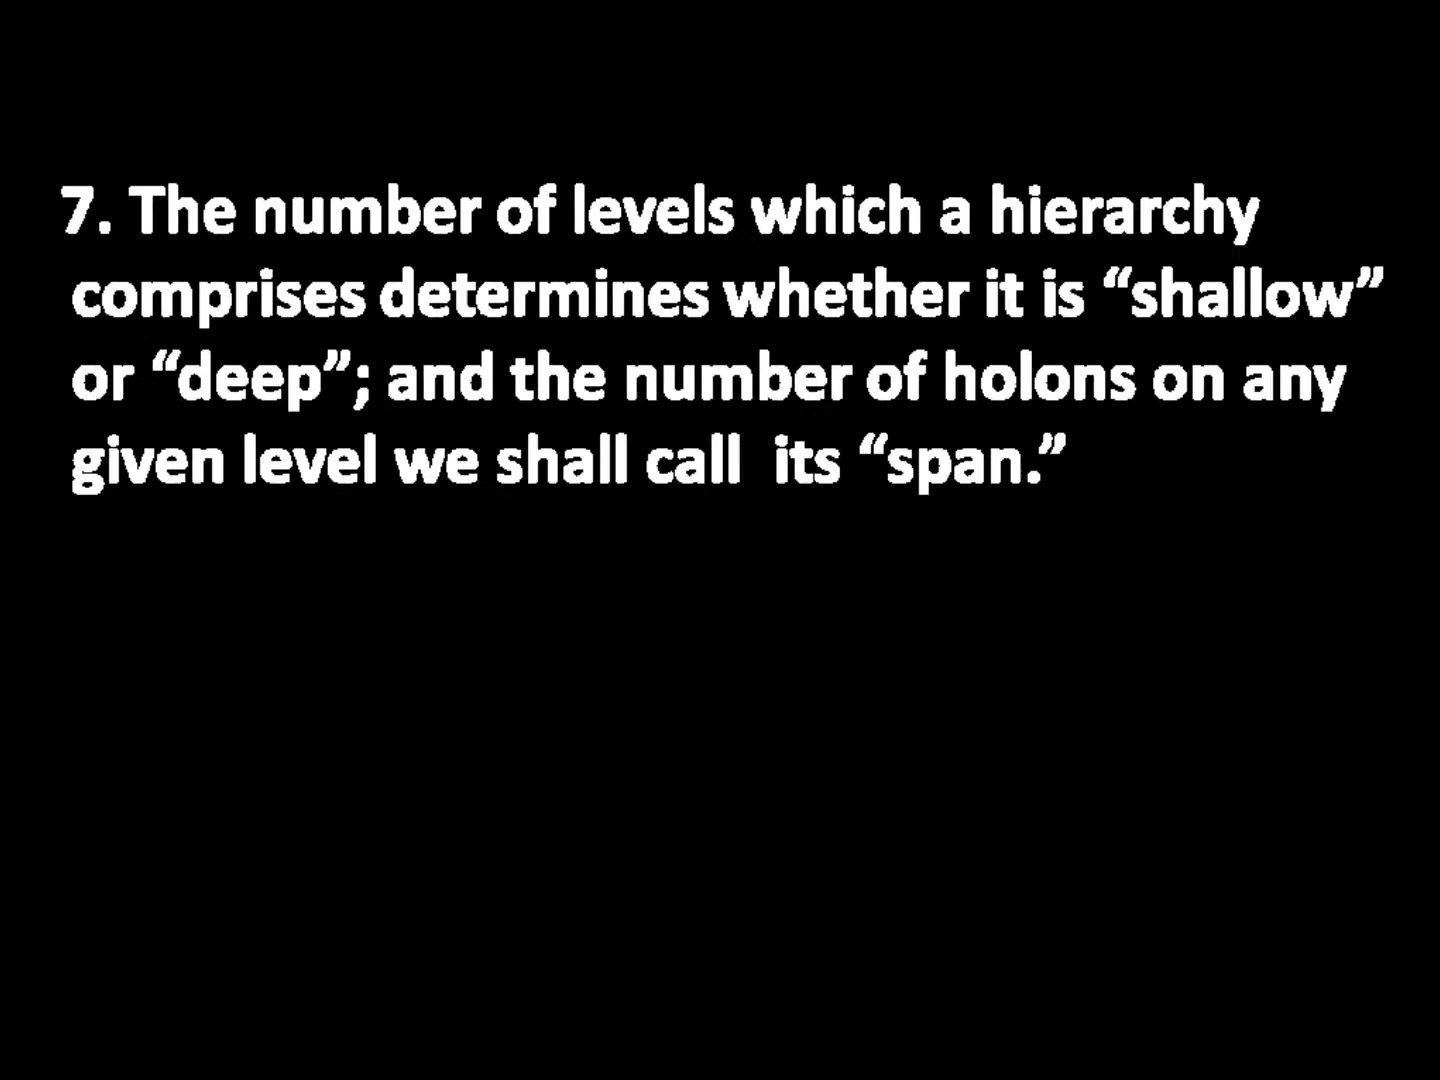 7. The number of levels which a hierarchy
comprises determines whether it is “shallow”
or “deep”; and the number of holons on any
given level we shall call  its “span.”